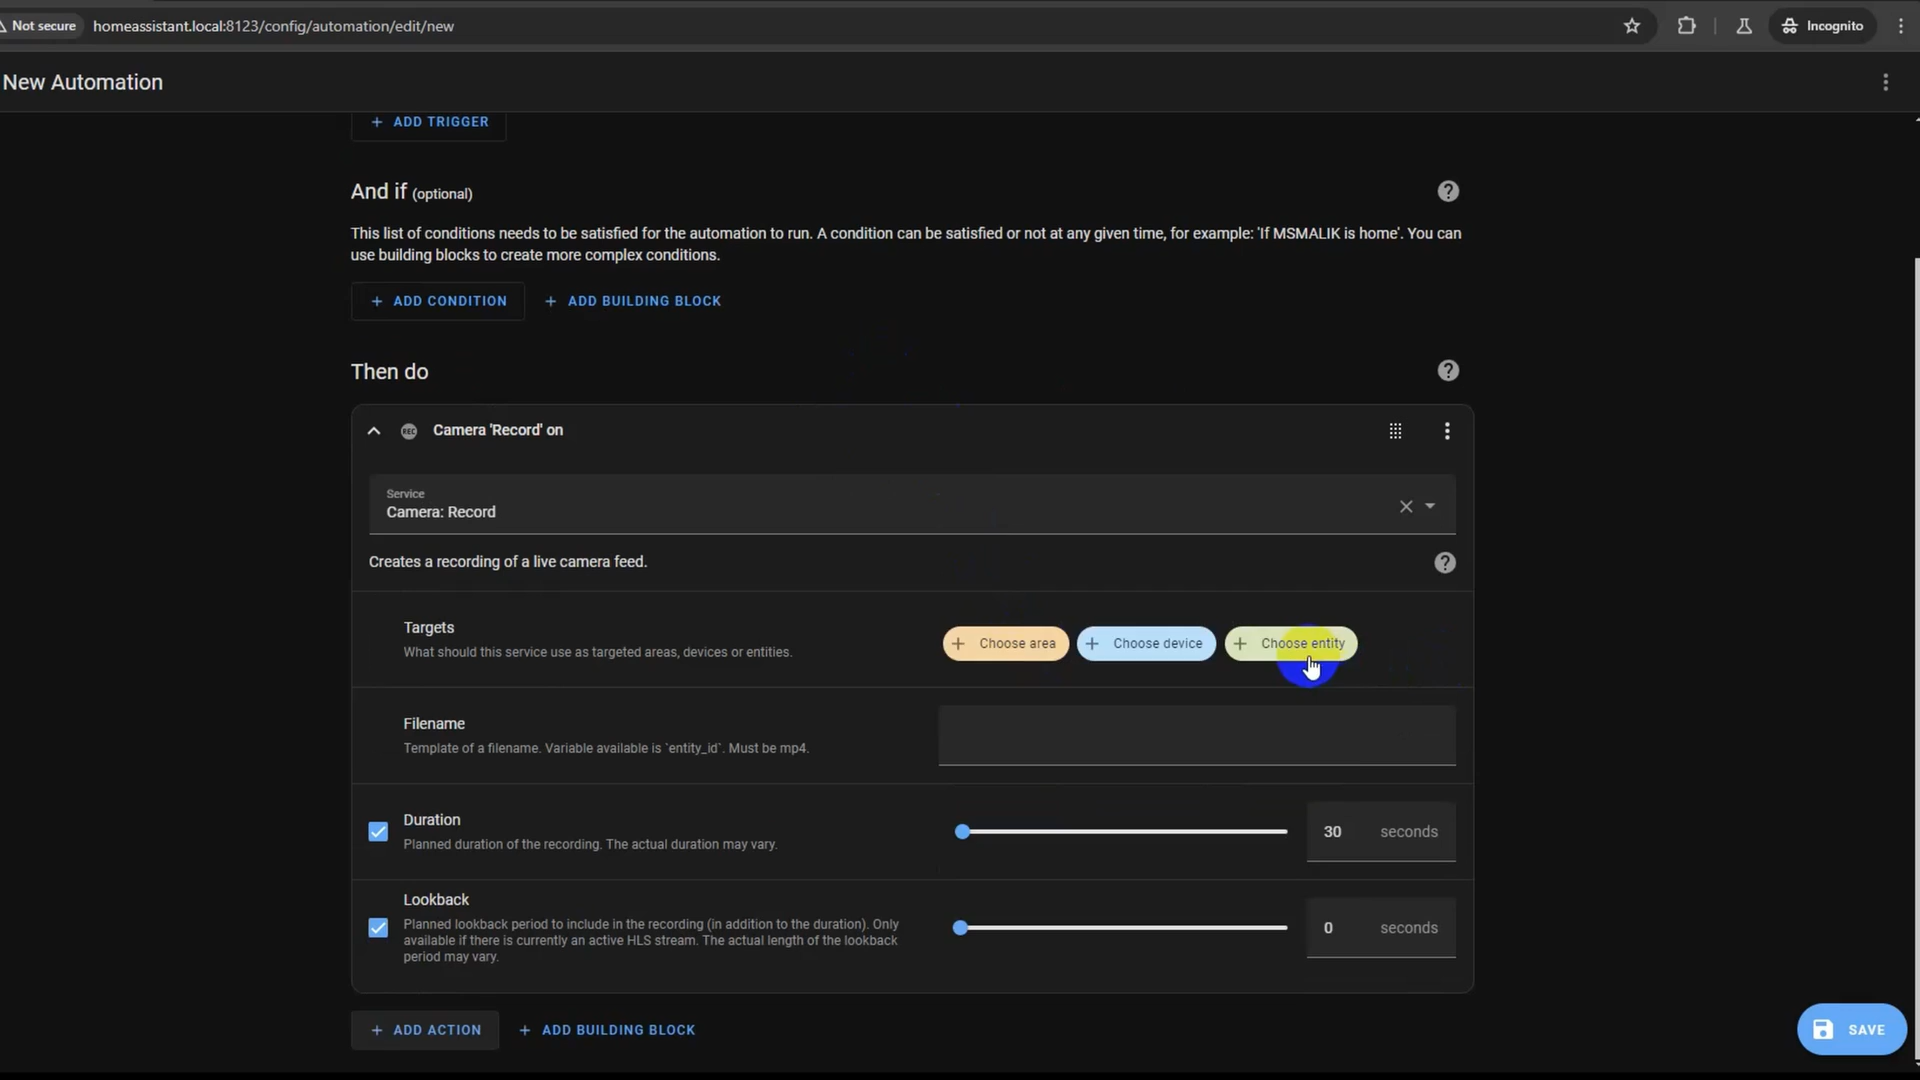 Not secure
homeassistant.local:8123/config/automation/edit/new
Incognito
New Automation
+ ADD TRIGGER
And if (optional)
This list of conditions needs to be satisfied for the automation to run. A condition can be satisfied or not at any given time, for example: 'If MSMALIK is home'. You can
use building blocks to create more complex conditions.
+ ADD CONDITION
+ ADD BUILDING BLOCK
Then do
REC
Camera 'Record' on
Service
Camera: Record
Creates a recording of a live camera feed.
Targets
What should this service use as targeted areas, devices or entities.
+ Choose area
+ Choose device
+ Choose entity
Filename
Template of a filename. Variable available is `entity_id`. Must be mp4.
Duration
Planned duration of the recording. The actual duration may vary.
30 seconds
Lookback
Planned lookback period to include in the recording (in addition to the duration). Only
available if there is currently an active HLS stream. The actual length of the lookback
period may vary.
0 seconds
+ ADD ACTION
+ ADD BUILDING BLOCK
SAVE